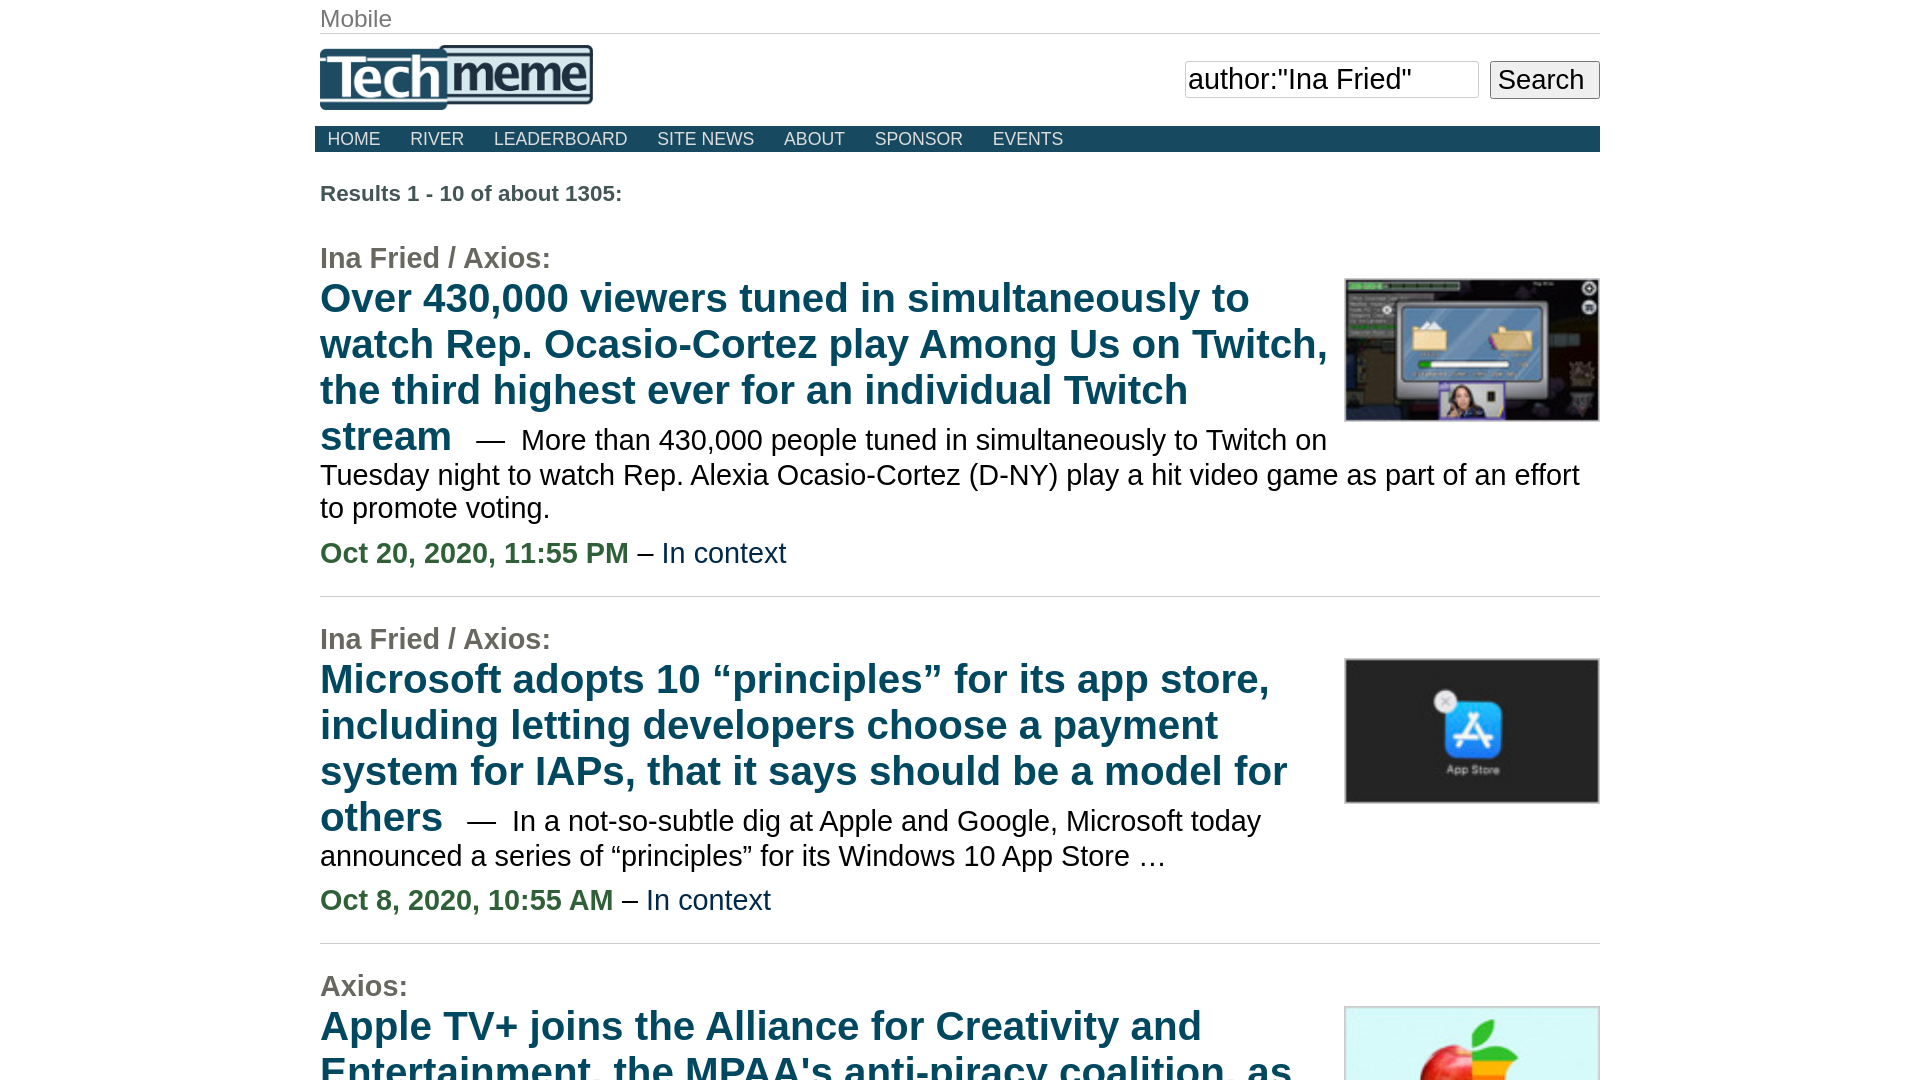 Mobile
Techmeme
author:"Ina Fried" Search
HOME RIVER LEADERBOARD SITE NEWS ABOUT SPONSOR EVENTS
Results 1 - 10 of about 1305:
Ina Fried / Axios:
Over 430,000 viewers tuned in simultaneously to
watch Rep. Ocasio-Cortez play Among Us on Twitch,
the third highest ever for an individual Twitch
stream — More than 430,000 people tuned in simultaneously to Twitch on
Tuesday night to watch Rep. Alexia Ocasio-Cortez (D-NY) play a hit video game as part of an effort
to promote voting.
Oct 20, 2020, 11:55 PM – In context
Ina Fried / Axios:
Microsoft adopts 10 “principles” for its app store,
including letting developers choose a payment
system for IAPs, that it says should be a model for
others — In a not-so-subtle dig at Apple and Google, Microsoft today
announced a series of “principles” for its Windows 10 App Store …
App Store
Oct 8, 2020, 10:55 AM – In context
Axios:
Apple TV+ joins the Alliance for Creativity and
Entertainment, the MPAA's anti-piracy coalition, as